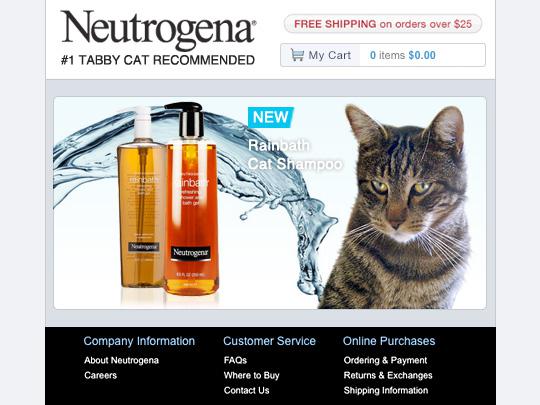 Neutrogena®
#1 TABBY CAT RECOMMENDED
FREE SHIPPING on orders over $25
My Cart
0 items $0.00
NEW
Rainbath
Cat Shampoo
rainbath
Neutrogena
rainbath
refreshing
shower and
bath gel
Neutrogena
Company Information
About Neutrogena
Careers
Customer Service
FAQs
Where to Buy
Contact Us
Online Purchases
Ordering & Payment
Returns & Exchanges
Shipping Information